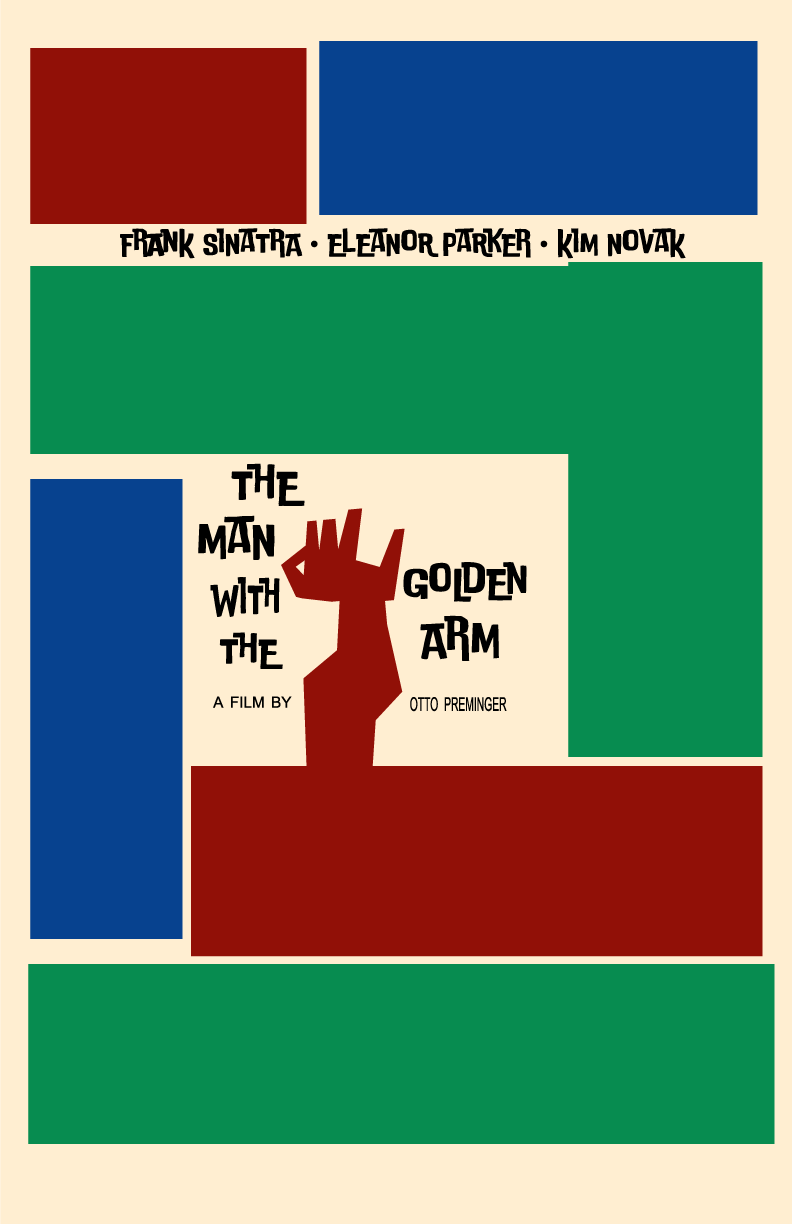 FRANK SINATRA • ELEANOR PARKER • KIM NOVAK
THE
MAN
WITH
THE
GOLDEN
ARM
A FILM BY
OTTO PREMINGER